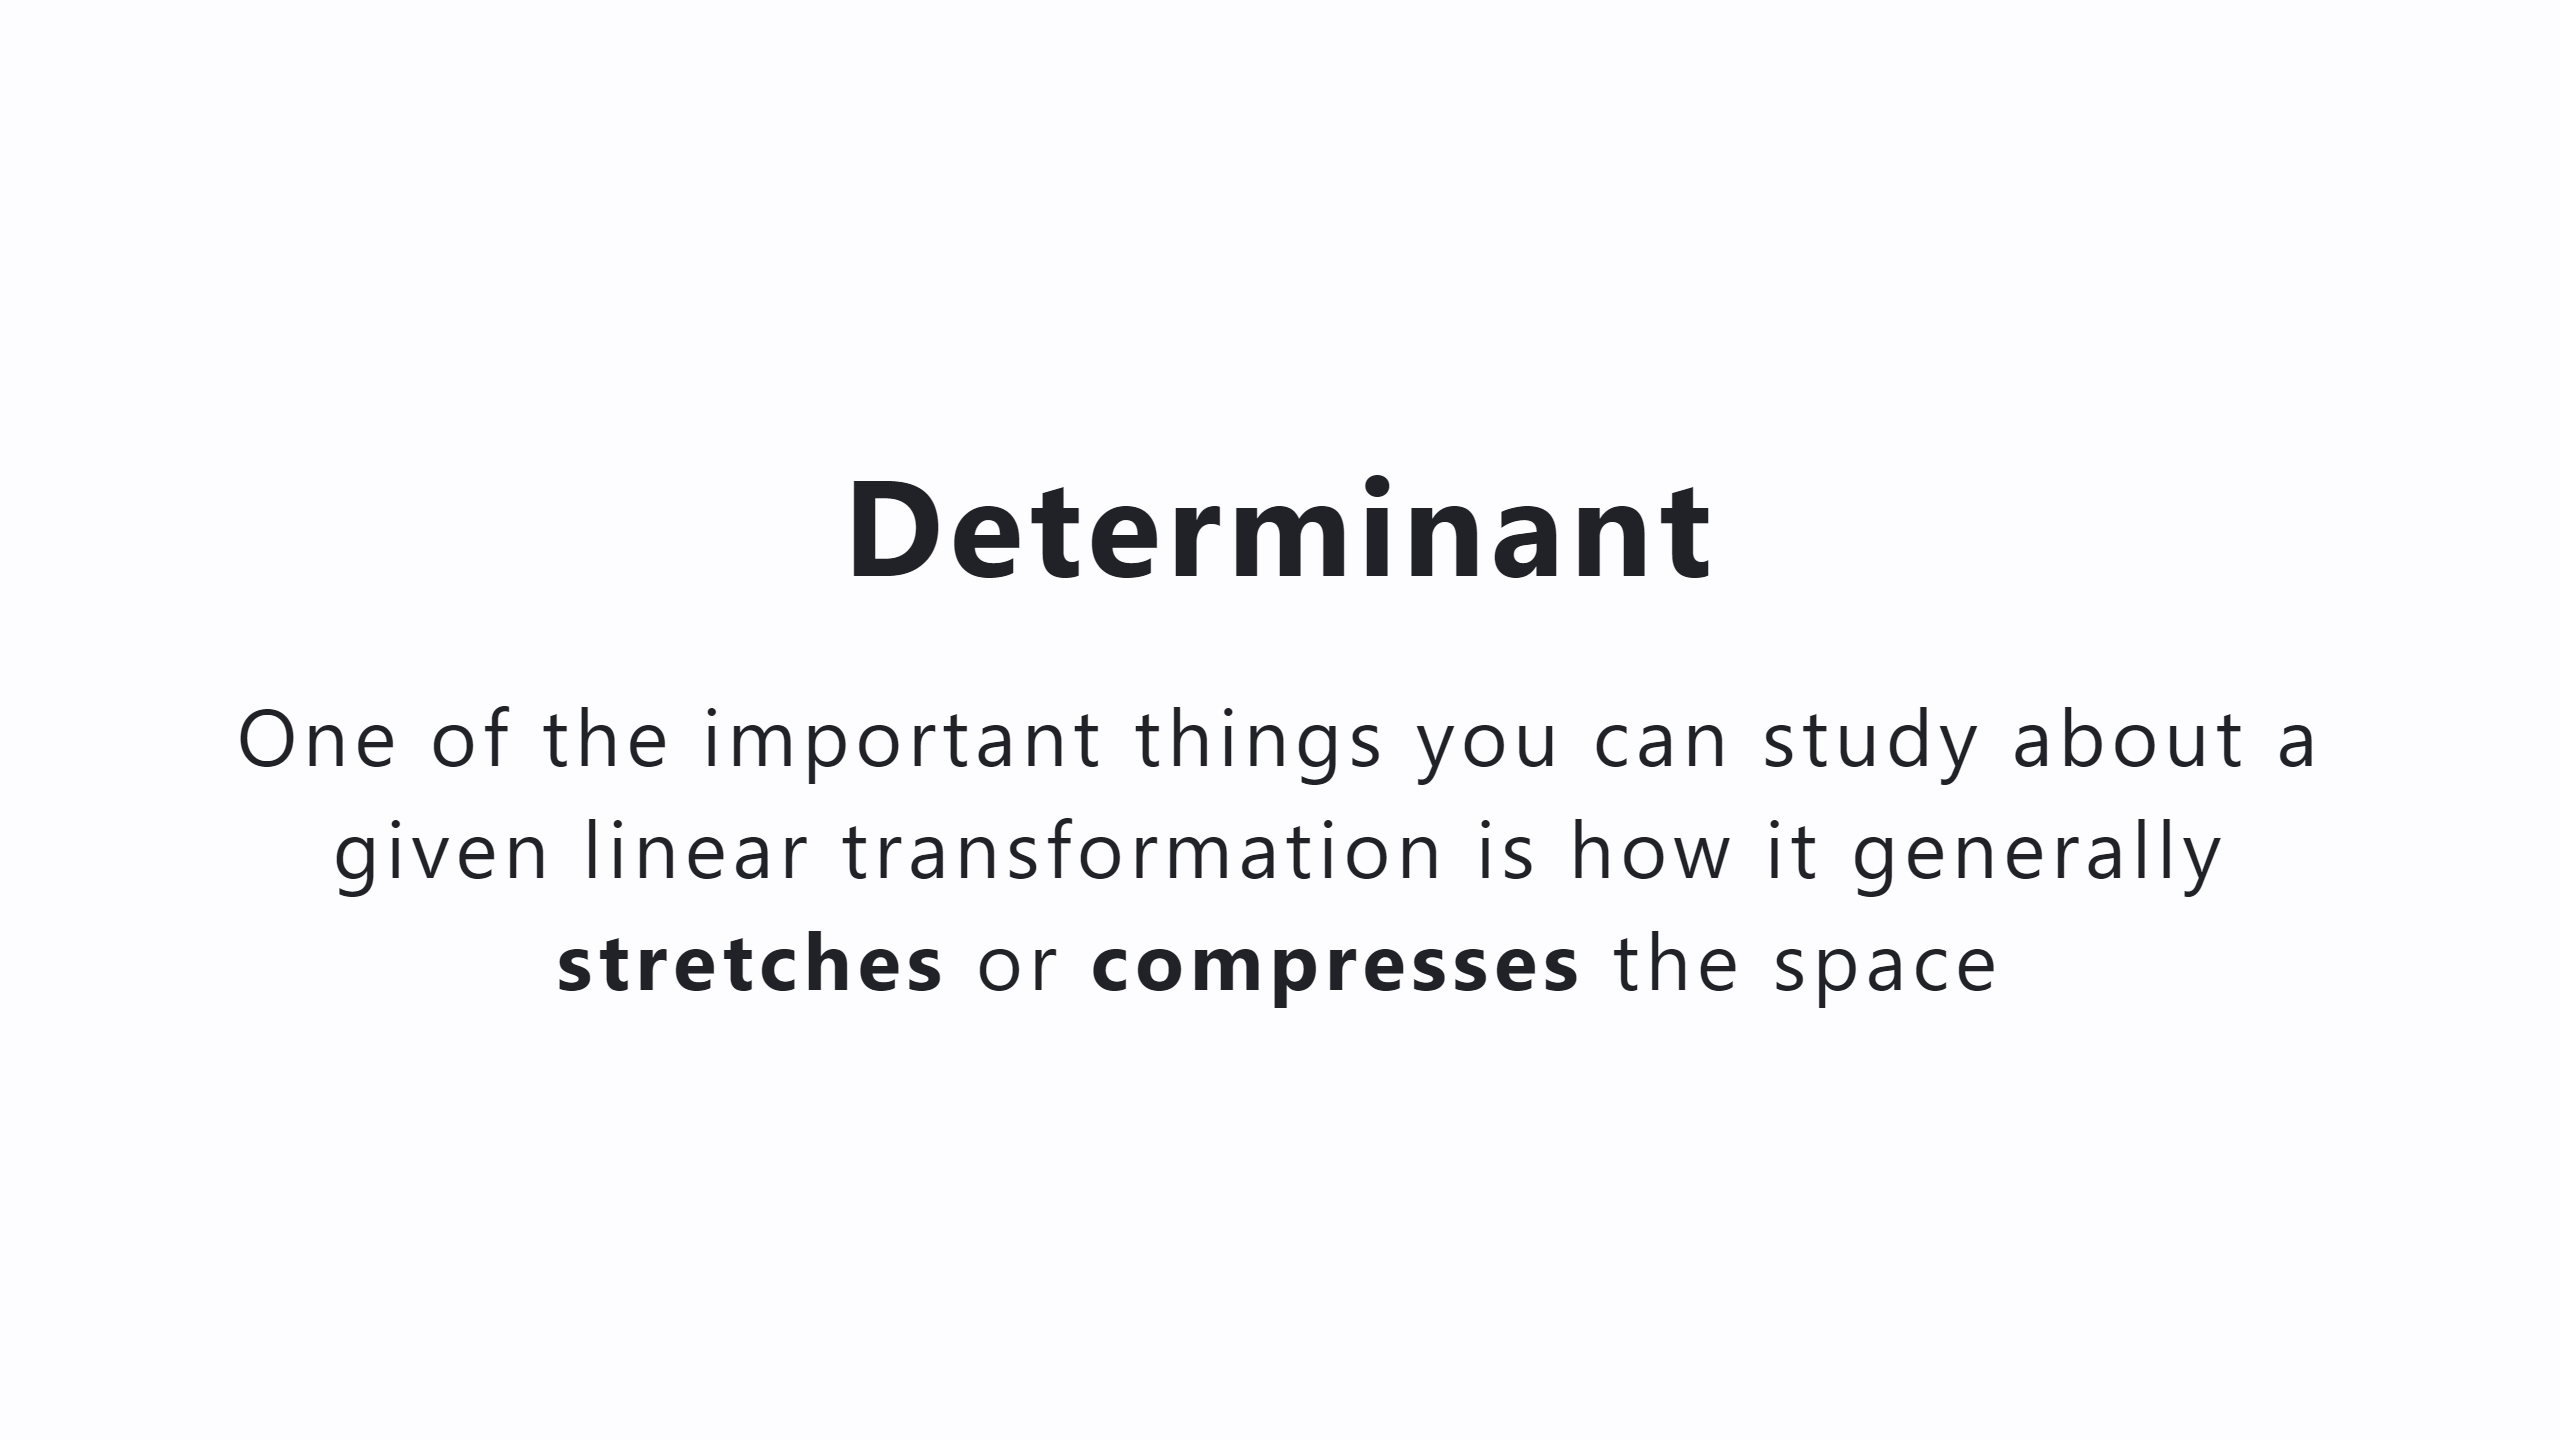 Determinant
One of the important things you can study about a
given linear transformation is how it generally
stretches or compresses the space